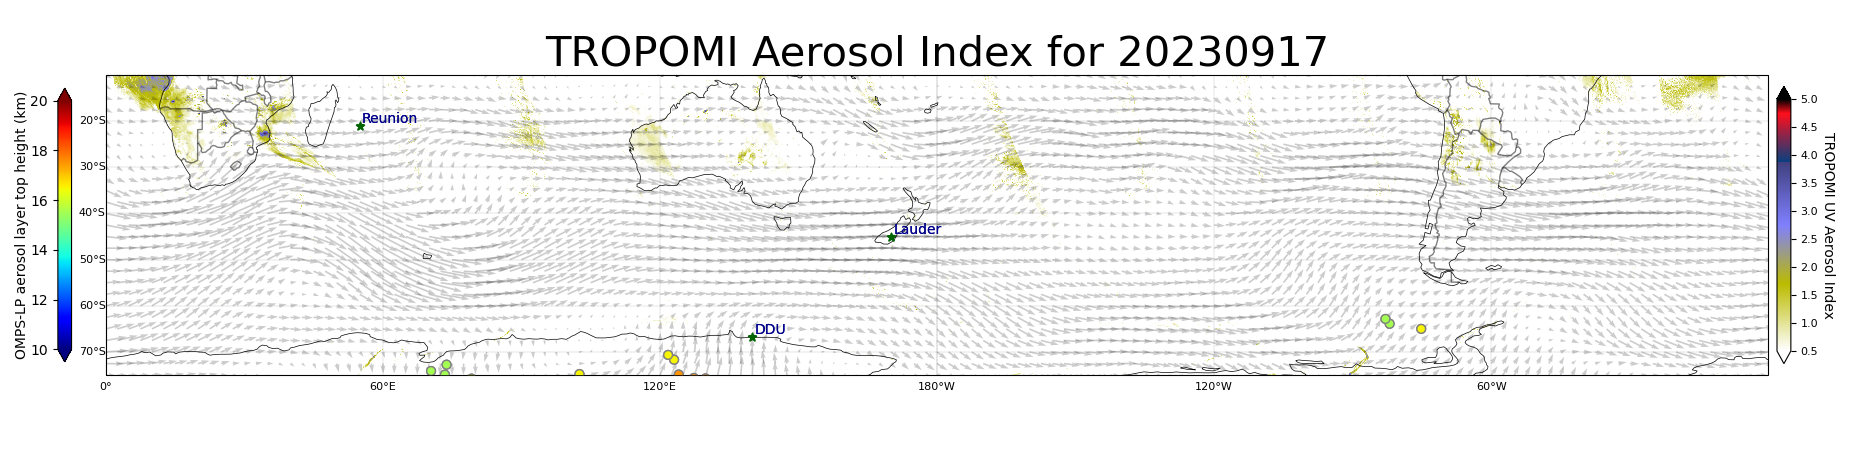 TROPOMI Aerosol Index for 20230917
OMPS-LP aerosol layer top height (km)
20
18
16
14
12
10
20°S
30°S
40°S
50°S
60°S
70°S
Reunion
Lauder
DDU
0°
60°E
120°E
180°W
120°W
60°W
5.0
4.5
4.0
3.5
3.0
2.5
2.0
1.5
1.0
0.5
TROPOMI UV Aerosol Index